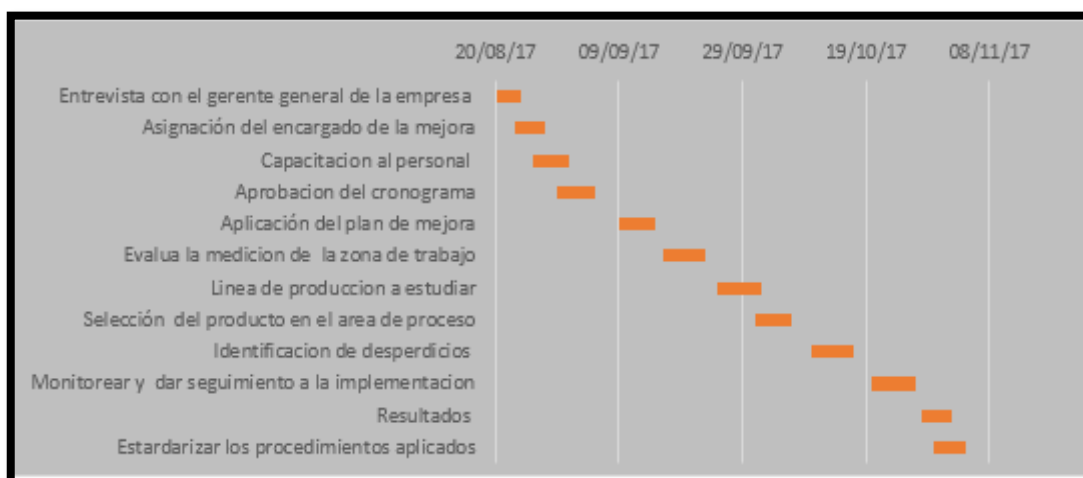 20/08/17 09/09/17 29/09/17 19/10/17 08/11/17
Entrevista con el gerente general de la empresa
Asignación del encargado de la mejora
Capacitacion al personal
Aprobacion del cronograma
Aplicación del plan de mejora
Evalua la medicion de la zona de trabajo
Linea de produccion a estudiar
Selección del producto en el area de proceso
Identificacion de desperdicios
Monitorear y dar seguimiento a la implementacion
Resultados
Estardarizar los procedimientos aplicados